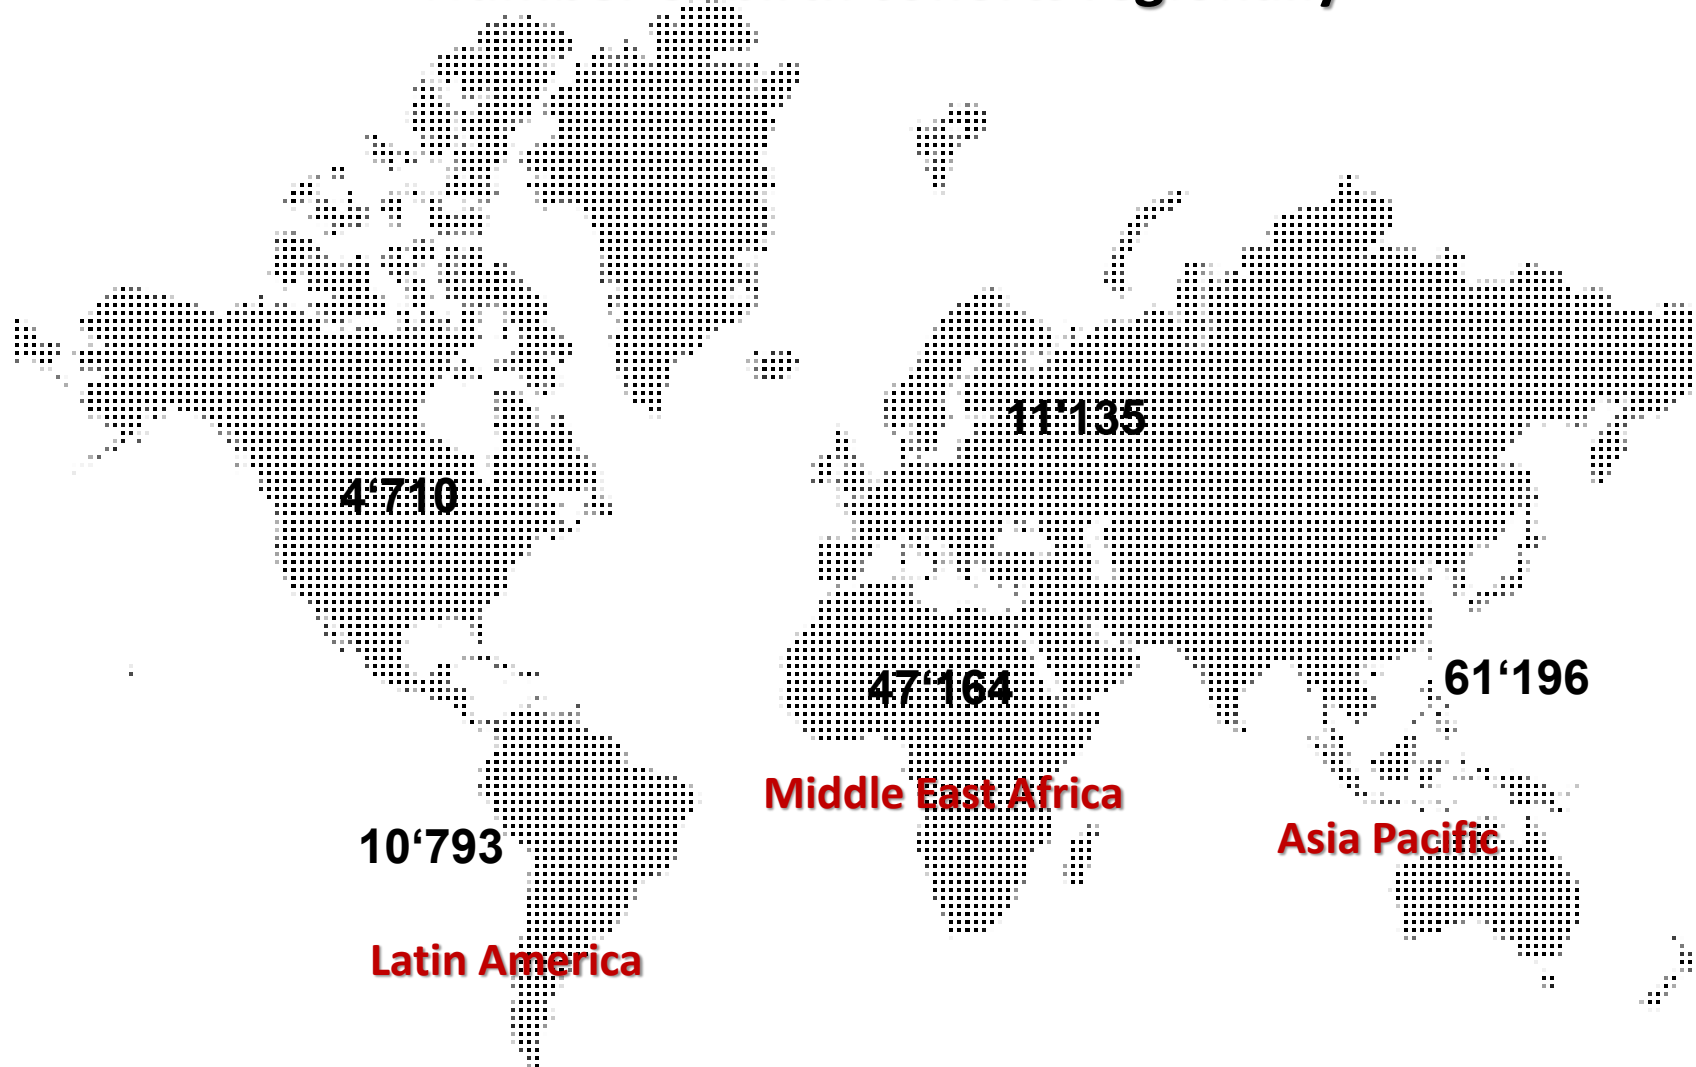 11'135
4‘710
47‘164
61‘196
Middle East Africa
Asia Pacific
10‘793
Latin America